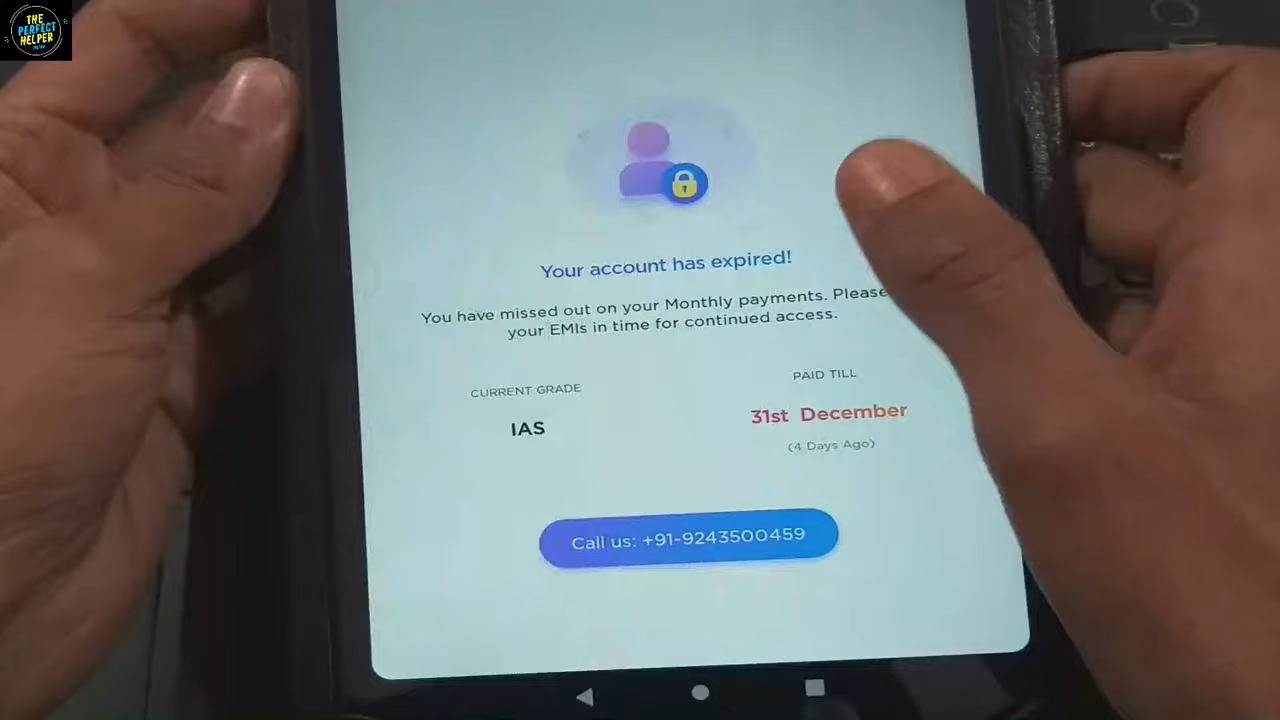 THE
PERFECT
HELPER
Your account has expired!
You have missed out on your Monthly payments. Please
your EMIs in time for continued access.
CURRENT GRADE
PAID TILL
IAS
31st December
(4 Days Ago)
Call us: +91-9243500459